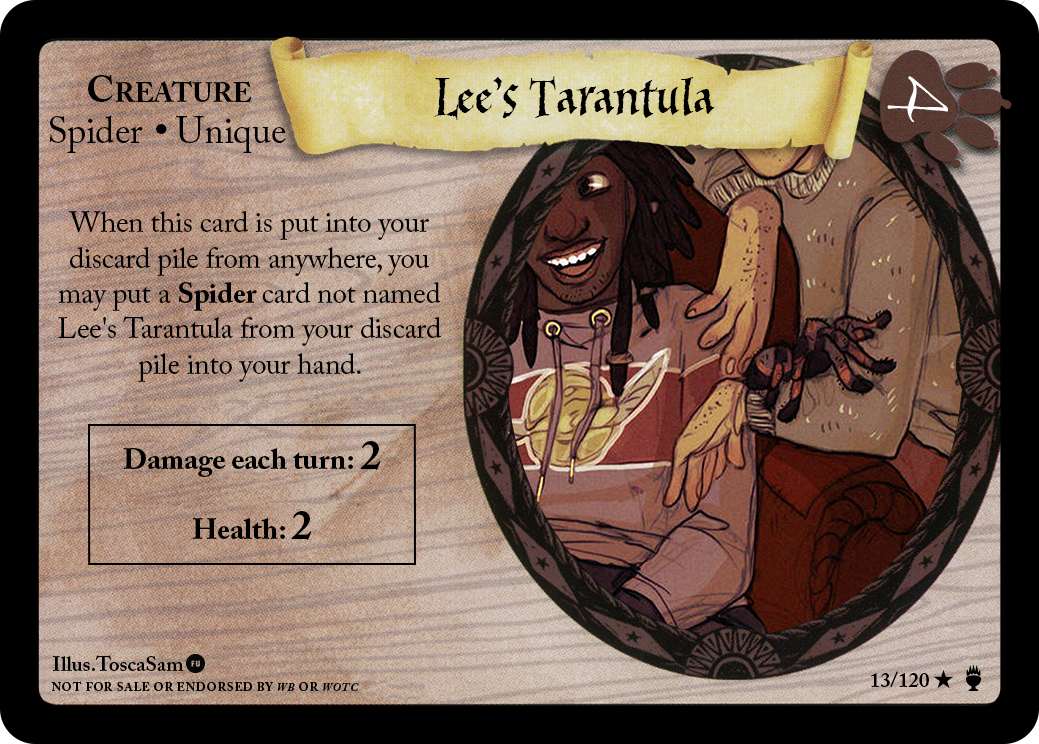 Lee's Tarantula
4
CREATURE
Spider • Unique
When this card is put into your
discard pile from anywhere, you
may put a Spider card not named
Lee's Tarantula from your discard
pile into your hand.
Damage each turn: 2
Health: 2
Illus.ToscaSam FU
NOT FOR SALE OR ENDORSED BY WB OR WOTC
13/120 ★